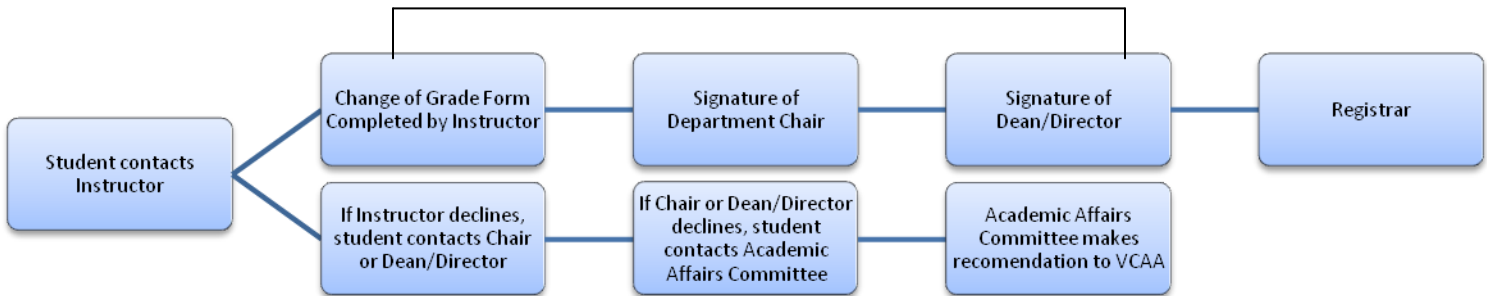 Student contacts
Instructor
Change of Grade Form
Completed by Instructor
Signature of
Department Chair
Signature of
Dean/Director
Registrar
If Instructor declines,
student contacts Chair
or Dean/Director
If Chair or Dean/Director
declines, student
contacts Academic
Affairs Committee
Academic Affairs
Committee makes
recomendation to VCAA